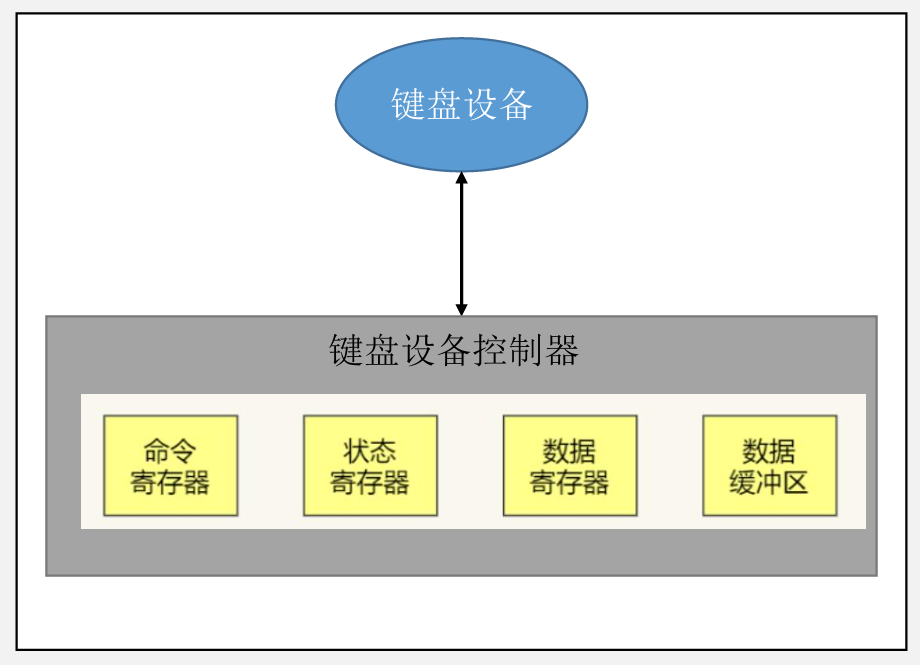 键盘设备
键盘设备控制器
命令
寄存器
状态
寄存器
数据
寄存器
数据
缓冲区